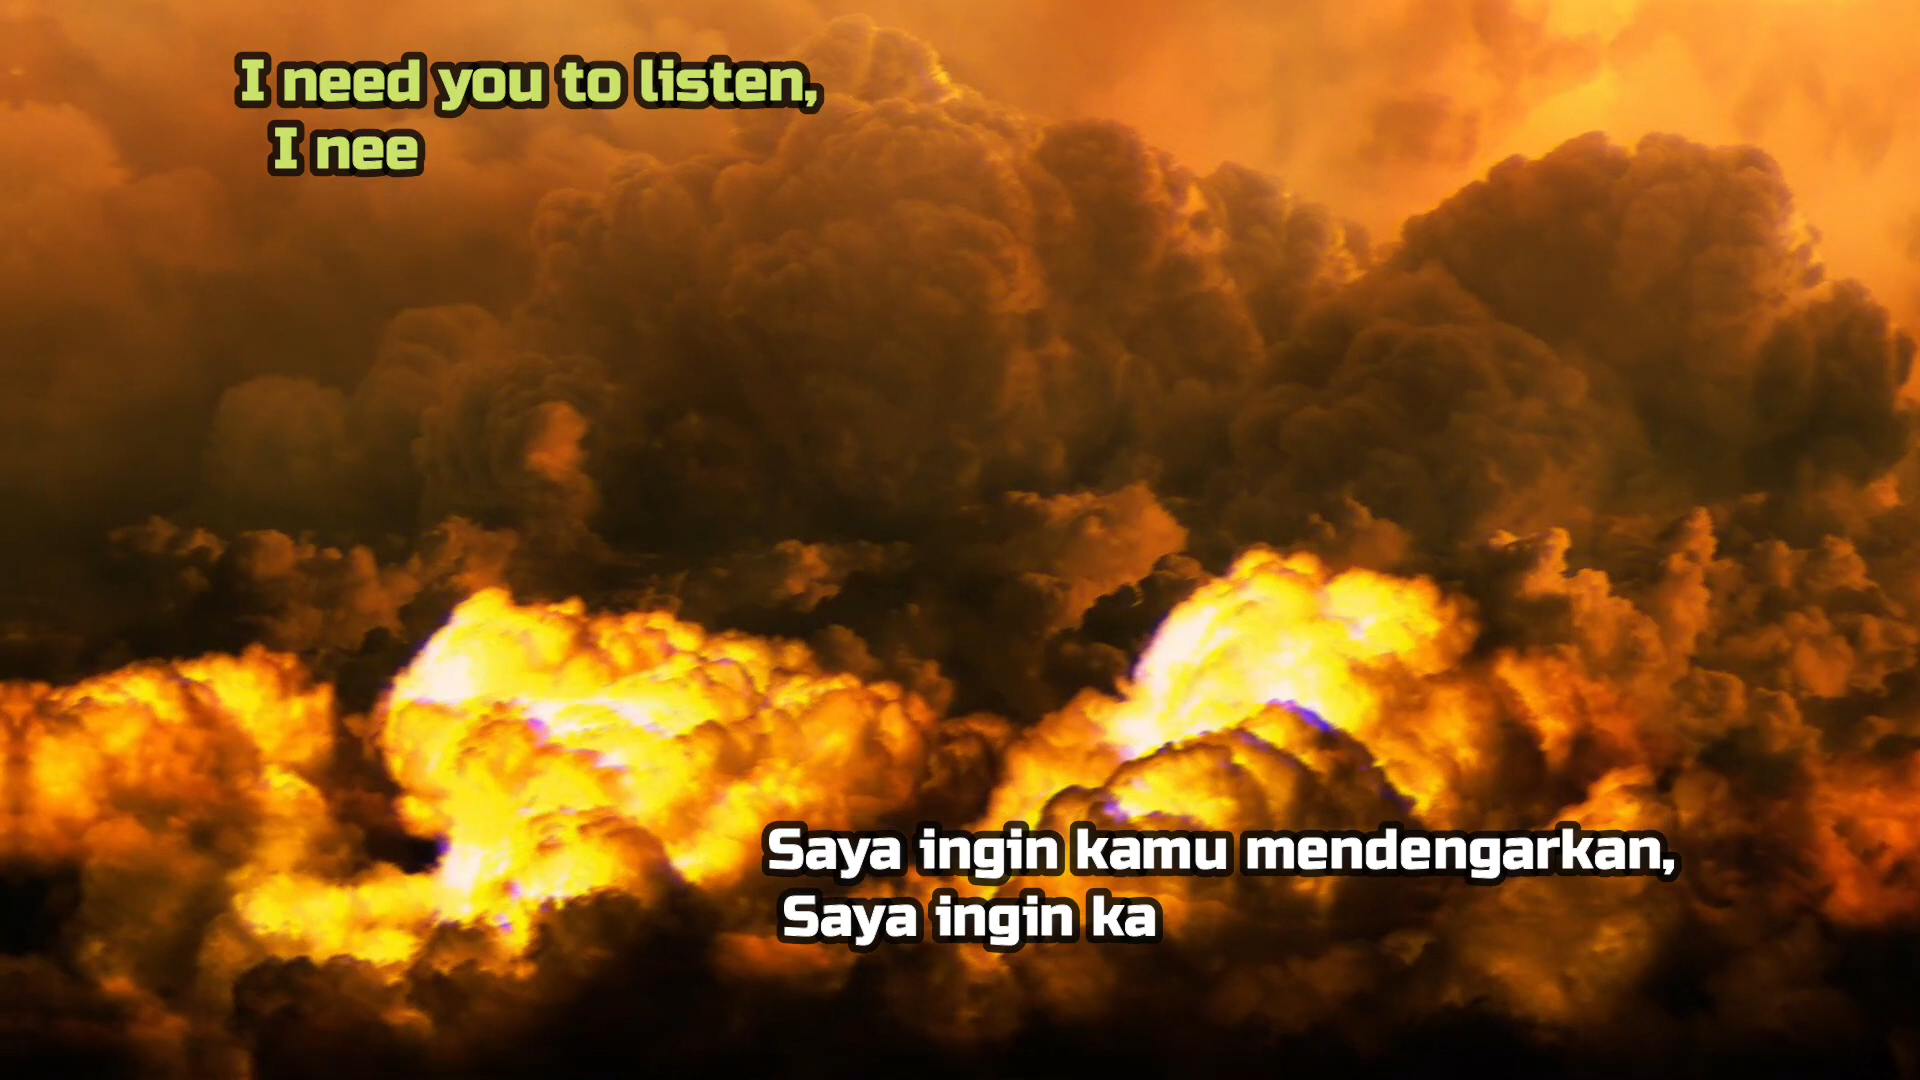 I need you to listen,
I nee
Saya ingin kamu mendengarkan,
Saya ingin ka